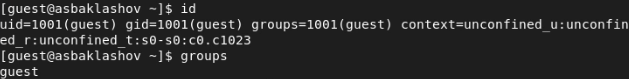 [guest@asbaklashov ~]$ id
uid=1001(guest) gid=1001(guest) groups=1001(guest) context=unconfined_u:unconfin
ed_r:unconfined_t:s0-s0:c0.c1023
[guest@asbaklashov ~]$ groups
guest